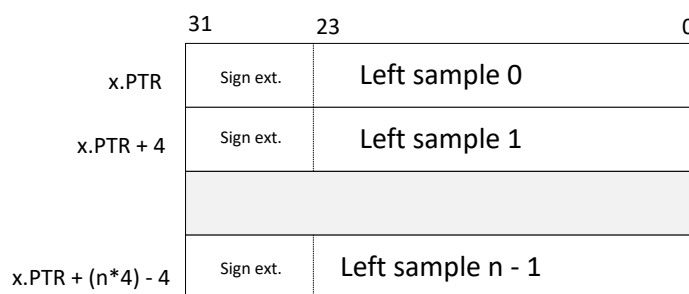 31 23 0
x.PTR Sign ext. Left sample 0
x.PTR + 4 Sign ext. Left sample 1
x.PTR + (n*4) - 4 Sign ext. Left sample n - 1